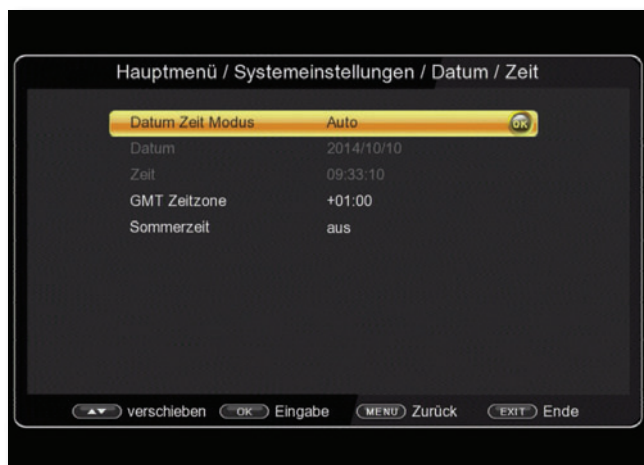 Hauptmenü / Systemeinstellungen / Datum / Zeit
Datum Zeit Modus Auto OK
Datum 2014/10/10
Zeit 09:33:10
GMT Zeitzone +01:00
Sommerzeit aus
verschieben OK Eingabe MENU Zurück EXIT Ende